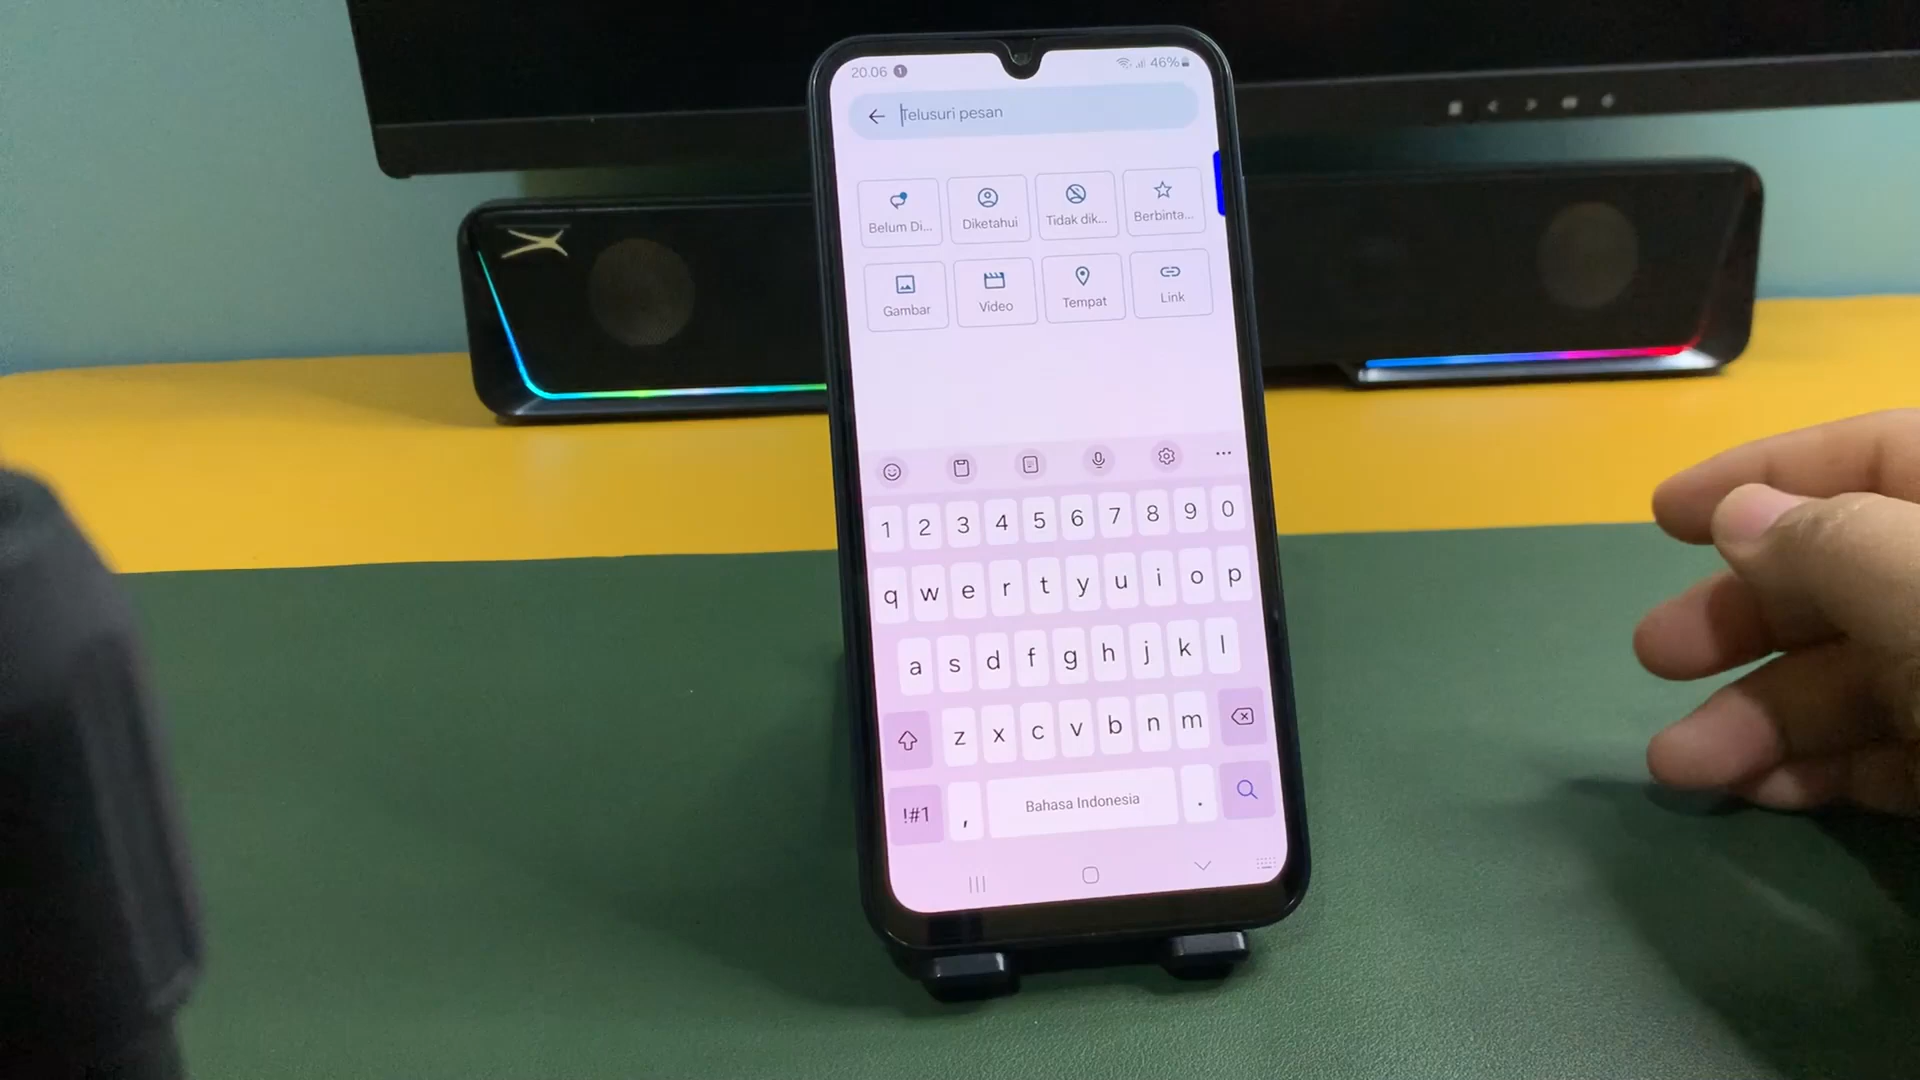 20.06 1 46%
Telusuri pesan
Belum Di... Diketahui Tidak dik... Berbinta...
Gambar Video Tempat Link
1 2 3 4 5 6 7 8 9 0
q w e r t y u i o p
a s d f g h j k l
z x c v b n m
!#1 , Bahasa Indonesia .